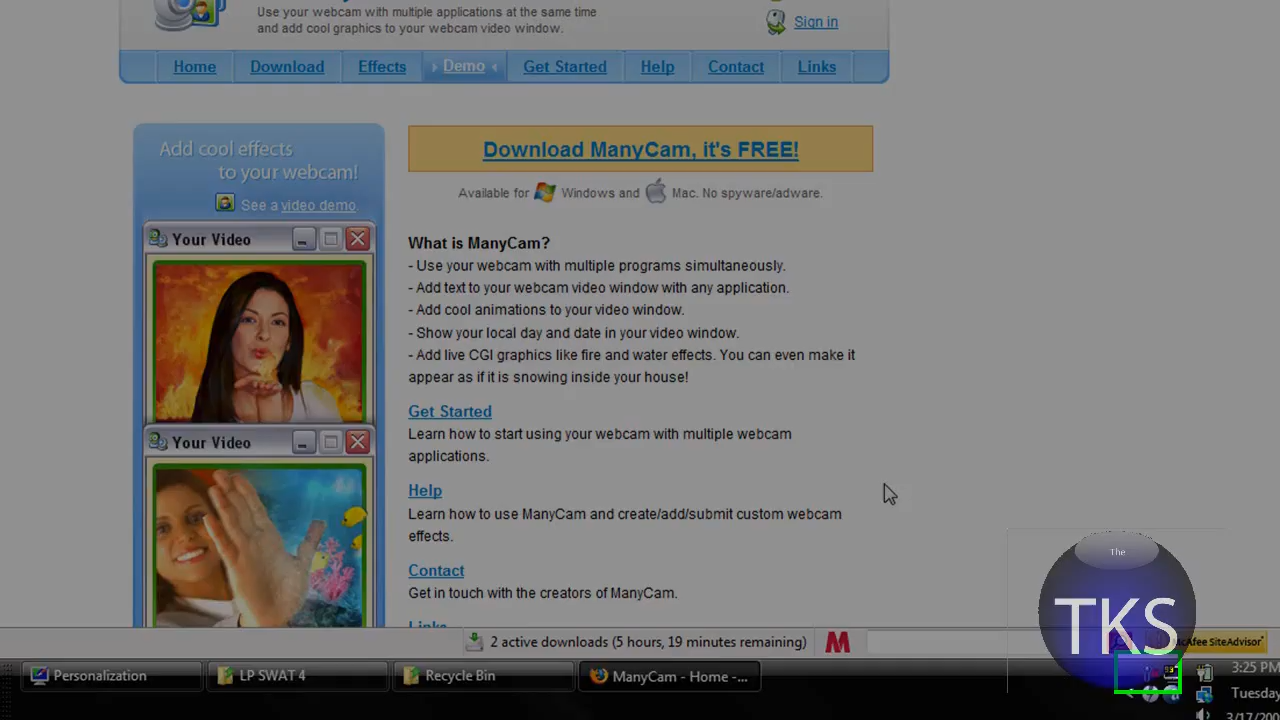 Use your webcam with multiple applications at the same time
and add cool graphics to your webcam video window.
Sign in
Home
Download
Effects
Demo
Get Started
Help
Contact
Links
Add cool effects
to your webcam!
See a video demo.
Your Video
Your Video
Download ManyCam, it's FREE!
Available for Windows and Mac. No spyware/adware.
What is ManyCam?
- Use your webcam with multiple programs simultaneously.
- Add text to your webcam video window with any application.
- Add cool animations to your video window.
- Show your local day and date in your video window.
- Add live CGI graphics like fire and water effects. You can even make it
appear as if it is snowing inside your house!
Get Started
Learn how to start using your webcam with multiple webcam
applications.
Help
Learn how to use ManyCam and create/add/submit custom webcam
effects.
Contact
Get in touch with the creators of ManyCam.
Links
The
TKS
2 active downloads (5 hours, 19 minutes remaining)
McAfee SiteAdvisor
Personalization
LP SWAT 4
Recycle Bin
ManyCam - Home -...
3:25 PM
Tuesday